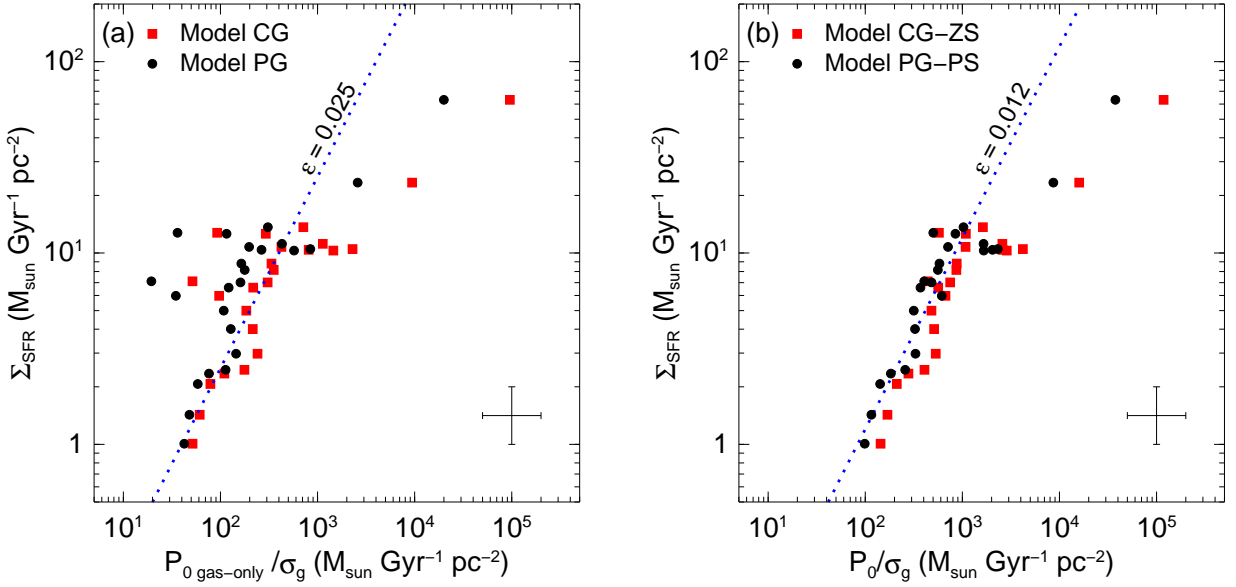 (a) Model CG
Model PG
ε = 0.025
10²
10¹
1
Σ_SFR (M_sun Gyr⁻¹ pc⁻²)
10¹ 10² 10³ 10⁴ 10⁵
P_0 gas−only /σ_g (M_sun Gyr⁻¹ pc⁻²)
(b) Model CG−ZS
Model PG−PS
ε = 0.012
10²
10¹
1
Σ_SFR (M_sun Gyr⁻¹ pc⁻²)
10¹ 10² 10³ 10⁴ 10⁵
P_0/σ_g (M_sun Gyr⁻¹ pc⁻²)